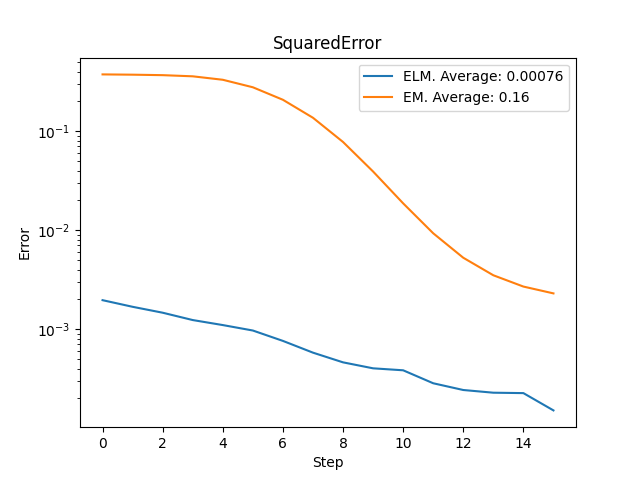 SquaredError
ELM. Average: 0.00076
EM. Average: 0.16
10⁻¹
10⁻²
10⁻³
Error
0 2 4 6 8 10 12 14
Step